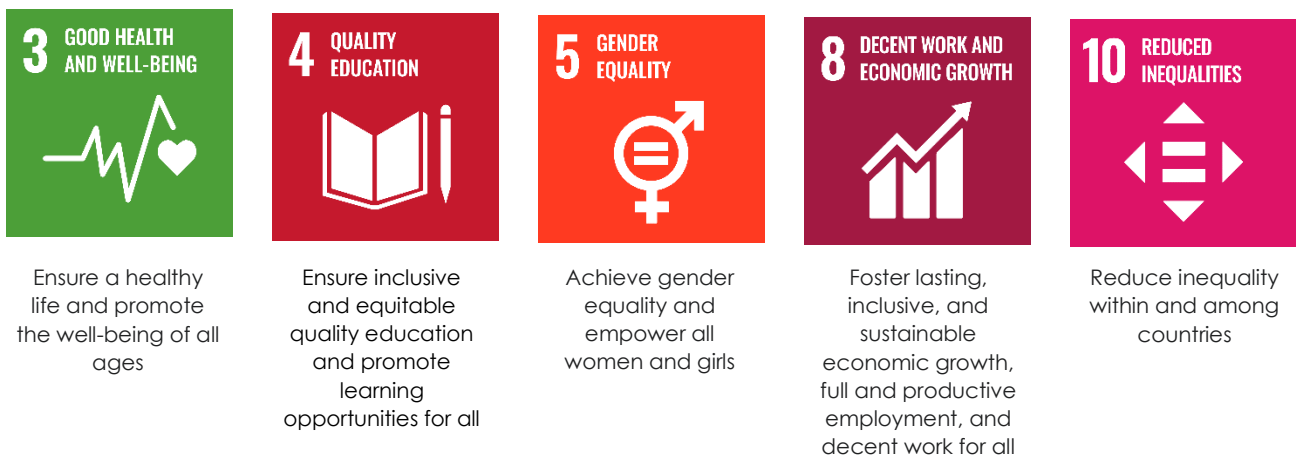 3 GOOD HEALTH
AND WELL-BEING
Ensure a healthy
life and promote
the well-being of all
ages
4 QUALITY
EDUCATION
Ensure inclusive
and equitable
quality education
and promote
learning
opportunities for all
5 GENDER
EQUALITY
Achieve gender
equality and
empower all
women and girls
8 DECENT WORK AND
ECONOMIC GROWTH
Foster lasting,
inclusive, and
sustainable
economic growth,
full and productive
employment, and
decent work for all
10 REDUCED
INEQUALITIES
Reduce inequality
within and among
countries